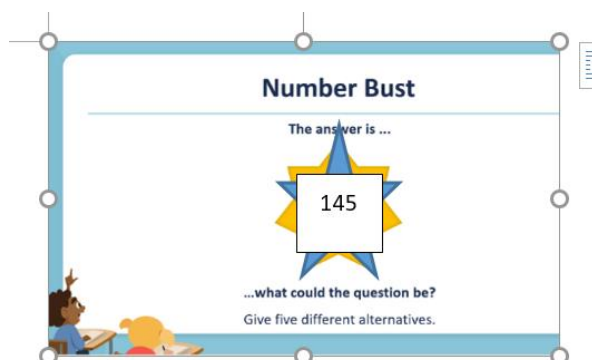 Number Bust
The answer is ...
145
...what could the question be?
Give five different alternatives.